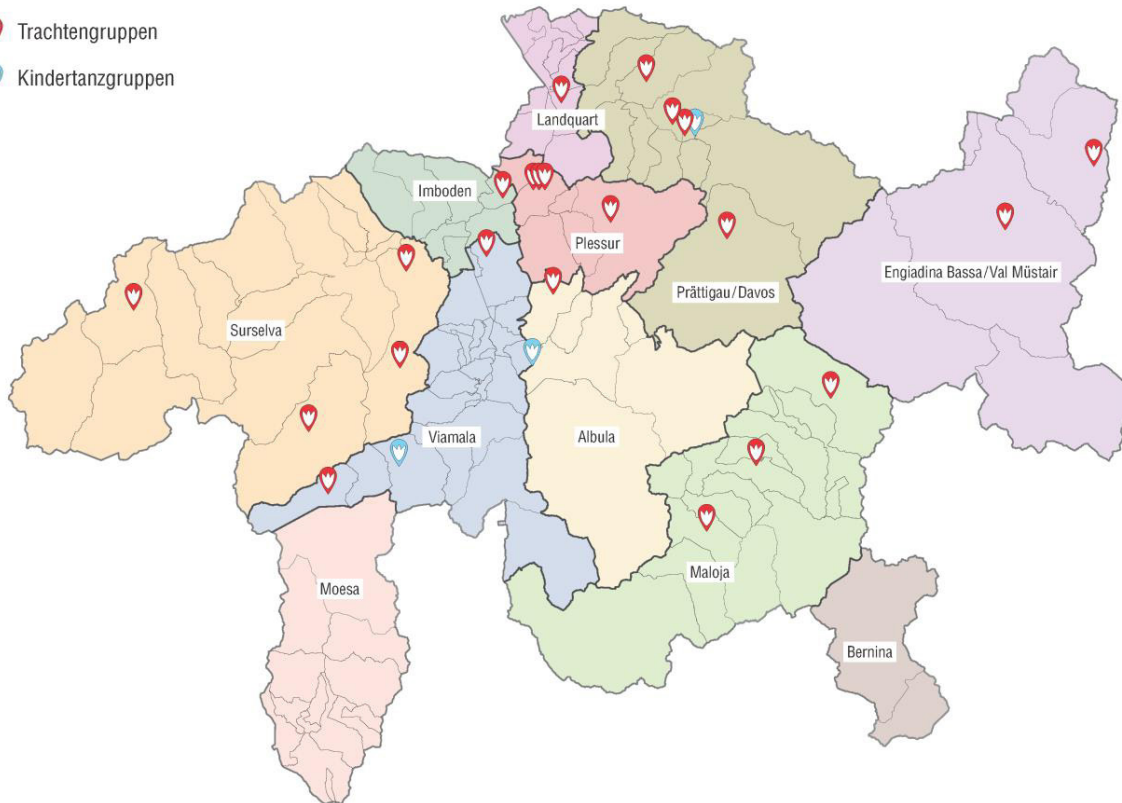 Trachtengruppen
Kindertanzgruppen
Landquart
Imboden
Plessur
Engiadina Bassa/Val Müstair
Prättigau/Davos
Surselva
Viamala
Albula
Maloja
Moesa
Bernina